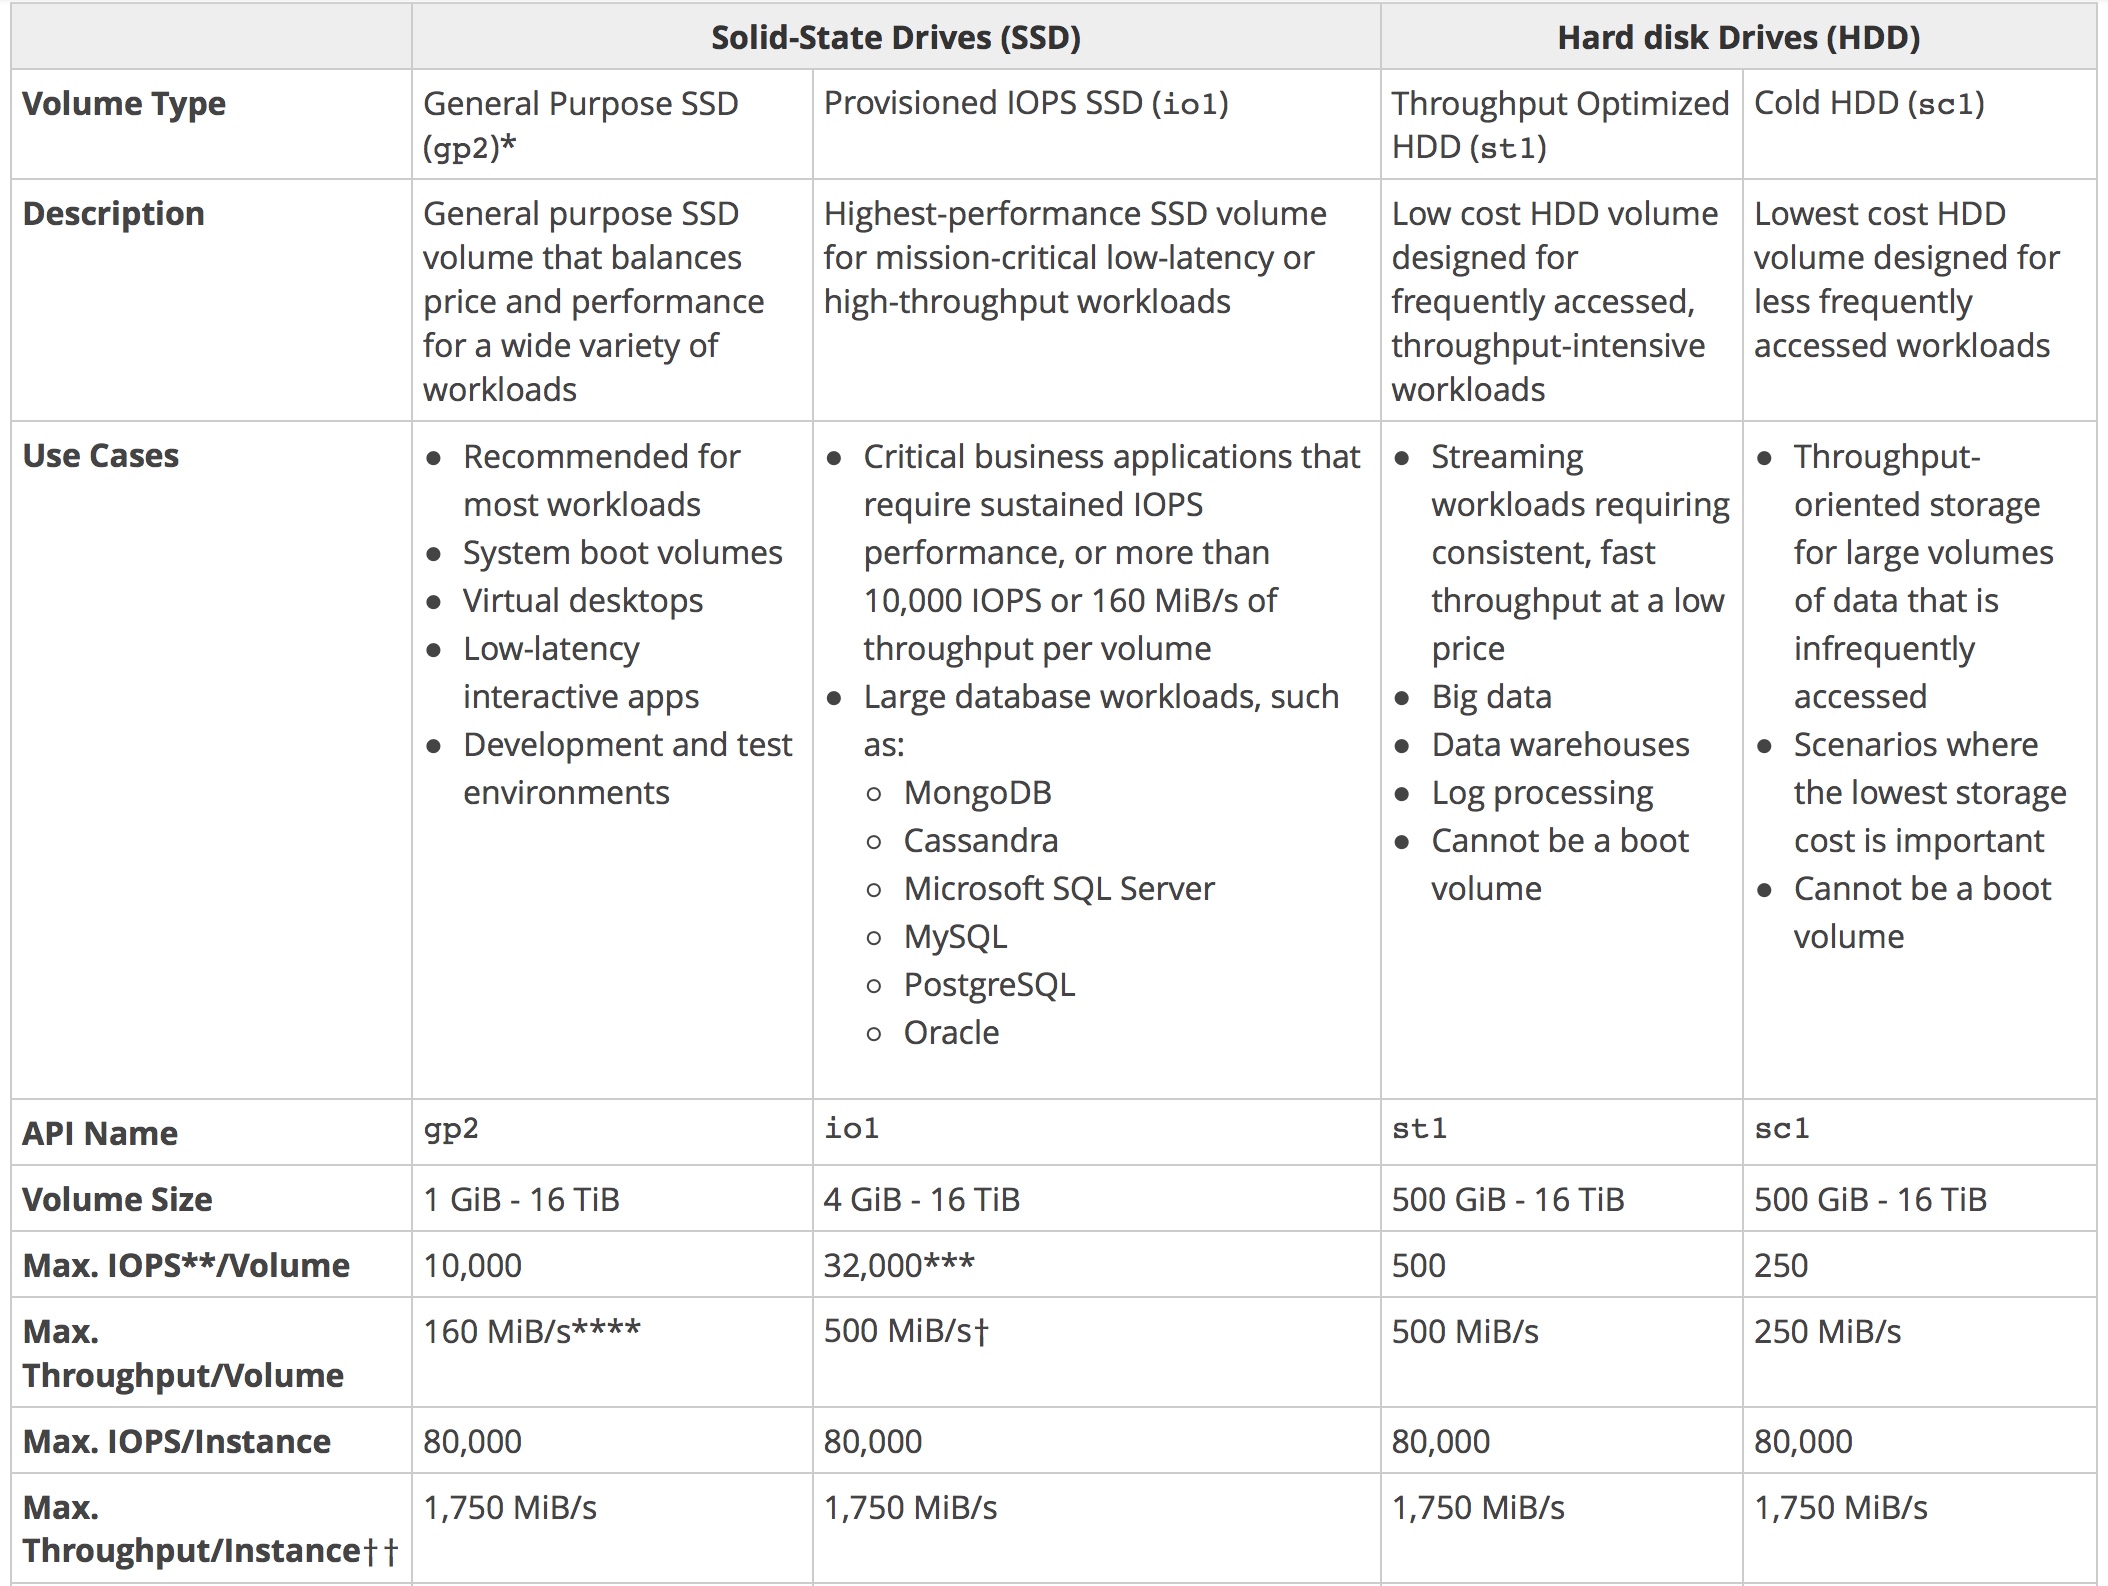 Solid-State Drives (SSD)
Hard disk Drives (HDD)
Volume Type
General Purpose SSD
(gp2)*
Provisioned IOPS SSD (io1)
Throughput Optimized
HDD (st1)
Cold HDD (sc1)
Description
General purpose SSD
volume that balances
price and performance
for a wide variety of
workloads
Highest-performance SSD volume
for mission-critical low-latency or
high-throughput workloads
Low cost HDD volume
designed for
frequently accessed,
throughput-intensive
workloads
Lowest cost HDD
volume designed for
less frequently
accessed workloads
Use Cases
● Recommended for
most workloads
● System boot volumes
● Virtual desktops
● Low-latency
interactive apps
● Development and test
environments
● Critical business applications that
require sustained IOPS
performance, or more than
10,000 IOPS or 160 MiB/s of
throughput per volume
● Large database workloads, such
as:
○ MongoDB
○ Cassandra
○ Microsoft SQL Server
○ MySQL
○ PostgreSQL
○ Oracle
● Streaming
workloads requiring
consistent, fast
throughput at a low
price
● Big data
● Data warehouses
● Log processing
● Cannot be a boot
volume
● Throughput-
oriented storage
for large volumes
of data that is
infrequently
accessed
● Scenarios where
the lowest storage
cost is important
● Cannot be a boot
volume
API Name
gp2
io1
st1
sc1
Volume Size
1 GiB - 16 TiB
4 GiB - 16 TiB
500 GiB - 16 TiB
500 GiB - 16 TiB
Max. IOPS**/Volume
10,000
32,000***
500
250
Max.
Throughput/Volume
160 MiB/s****
500 MiB/s†
500 MiB/s
250 MiB/s
Max. IOPS/Instance
80,000
80,000
80,000
80,000
Max.
Throughput/Instance††
1,750 MiB/s
1,750 MiB/s
1,750 MiB/s
1,750 MiB/s